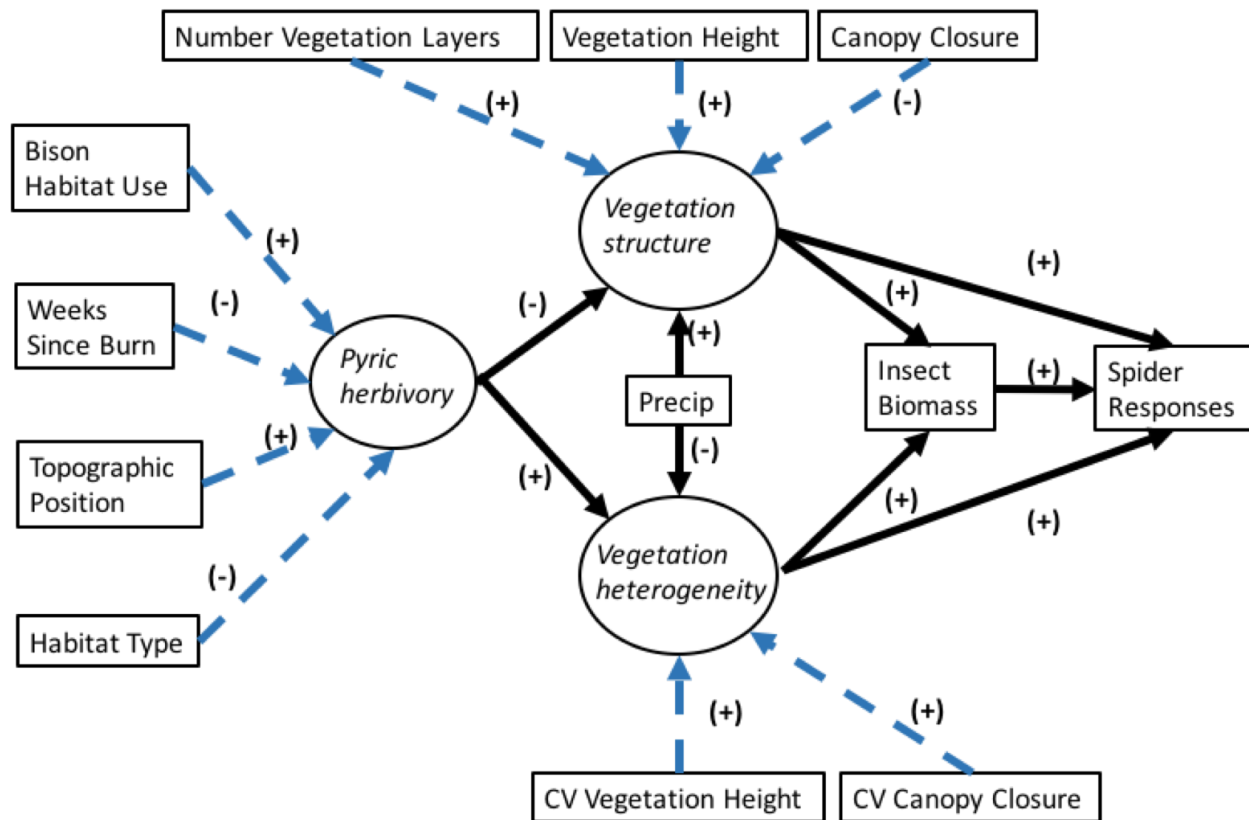 Number Vegetation Layers
Vegetation Height
Canopy Closure
(+)
(+)
(-)
Bison
Habitat Use
(+)
Vegetation
structure
Weeks
Since Burn
(-)
(-)
(+)
(+)
(+)
Pyric
herbivory
Precip
Insect
Biomass
(+)
Spider
Responses
Topographic
Position
(+)
(+)
(-)
(+)
(+)
Vegetation
heterogeneity
(-)
Habitat Type
(+)
(+)
CV Vegetation Height
CV Canopy Closure